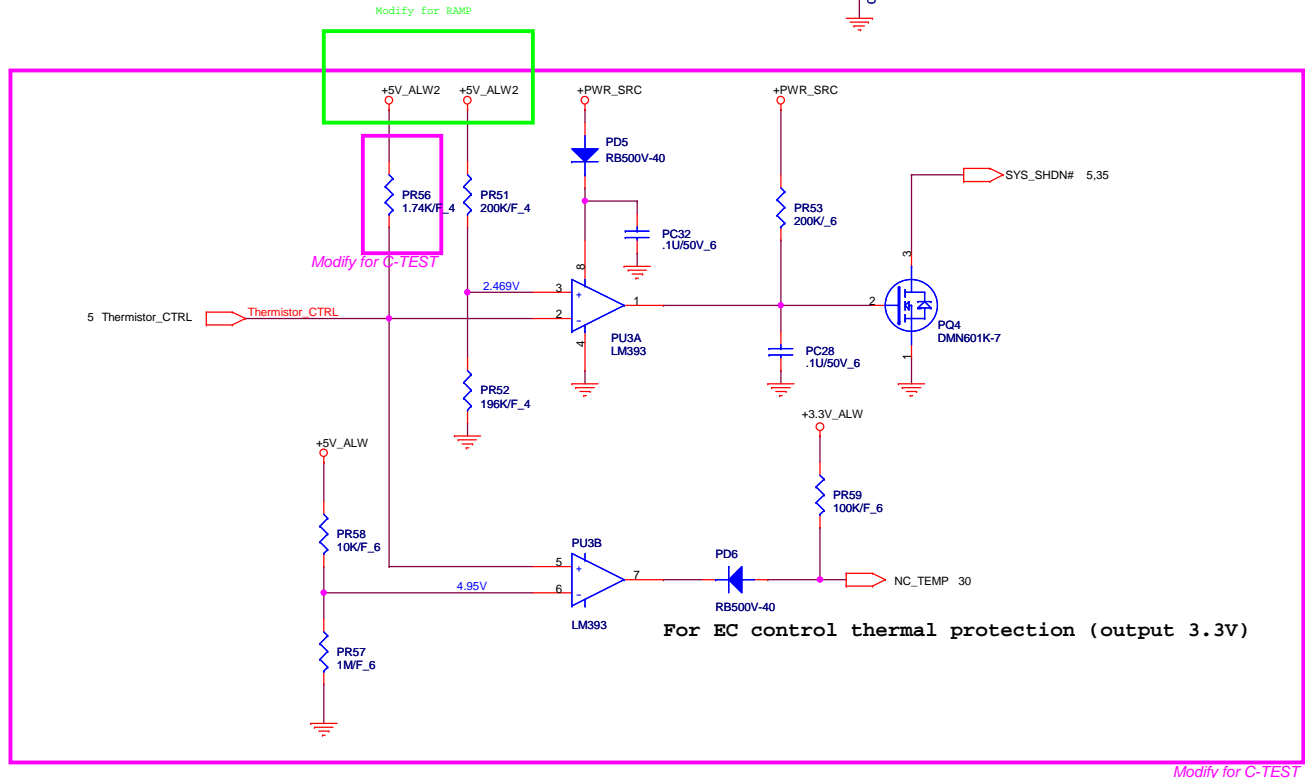 Modify for RAMP
+5V_ALW2
+5V_ALW2
+PWR_SRC
+PWR_SRC
PD5
RB500V-40
PR56
1.74K/F_4
PR51
200K/F_4
PR53
200K/_6
SYS_SHDN# 5,35
PC32
.1U/50V_6
Modify for C-TEST
3
8
2.469V
3
+
1
2
5 Thermistor_CTRL
Thermistor_CTRL
2
-
PU3A
LM393
4
PQ4
DMN601K-7
PC28
.1U/50V_6
1
PR52
196K/F_4
+3.3V_ALW
+5V_ALW
PR59
100K/F_6
PR58
10K/F_6
PU3B
PD6
5
+
7
NC_TEMP 30
4.95V
6
-
RB500V-40
LM393
For EC control thermal protection (output 3.3V)
PR57
1M/F_6
Modify for C-TEST